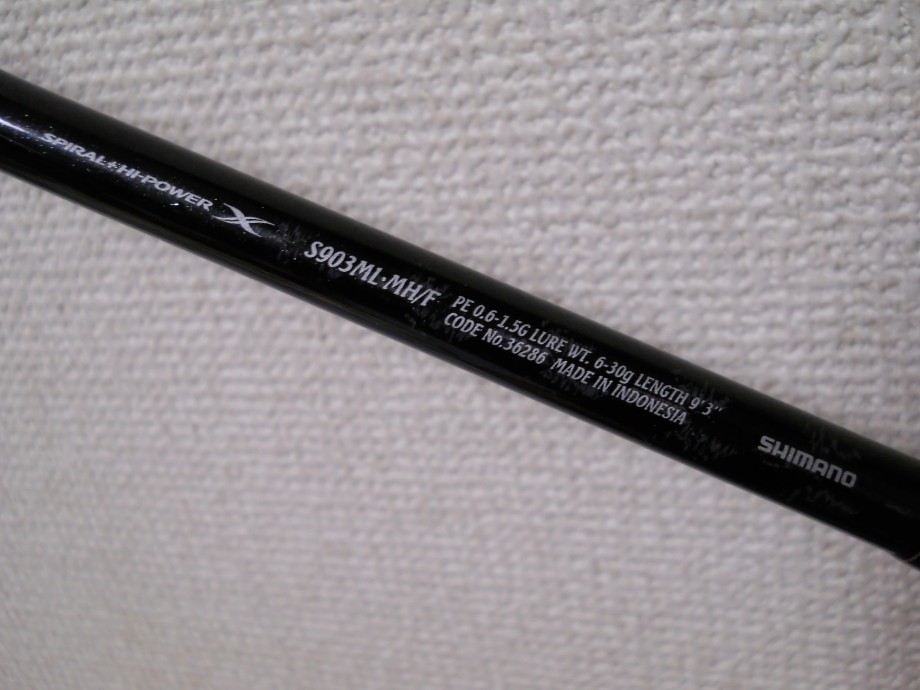 SPIRAL+HI-POWER X
S903ML·MH/F
PE 0.6-1.5G LURE WT. 6-30g LENGTH 9'3"
CODE No.36286 MADE IN INDONESIA
SHIMANO